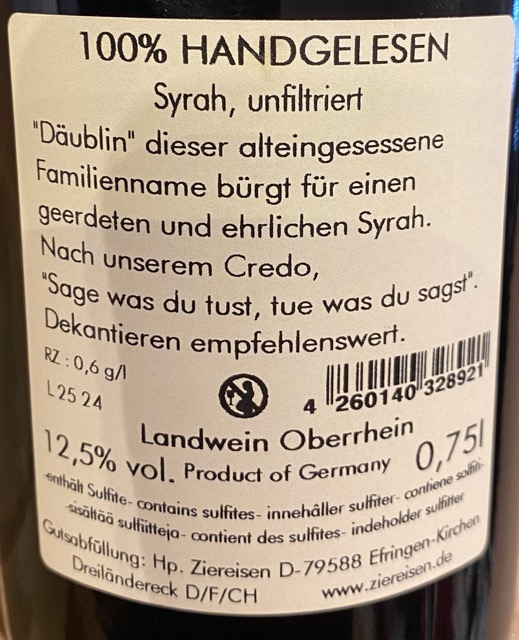 100% HANDGELESEN
Syrah, unfiltriert
"Däublin" dieser alteingesessene
Familienname bürgt für einen
geerdeten und ehrlichen Syrah.
Nach unserem Credo,
"Sage was du tust, tue was du sagst".
Dekantieren empfehlenswert.
RZ : 0,6 g/l
L 25 24
4 260140 328921
Landwein Oberrhein
12,5% vol. Product of Germany 0,75l
-enthält Sulfite- contains sulfites- innehåller sulfiter- contiene solfiti-
-sisältää sulfiitteja- contient des sulfites- indeholder sulfitter
Gutsabfüllung: Hp. Ziereisen D-79588 Efringen-Kirchen
Dreiländereck D/F/CH www.ziereisen.de